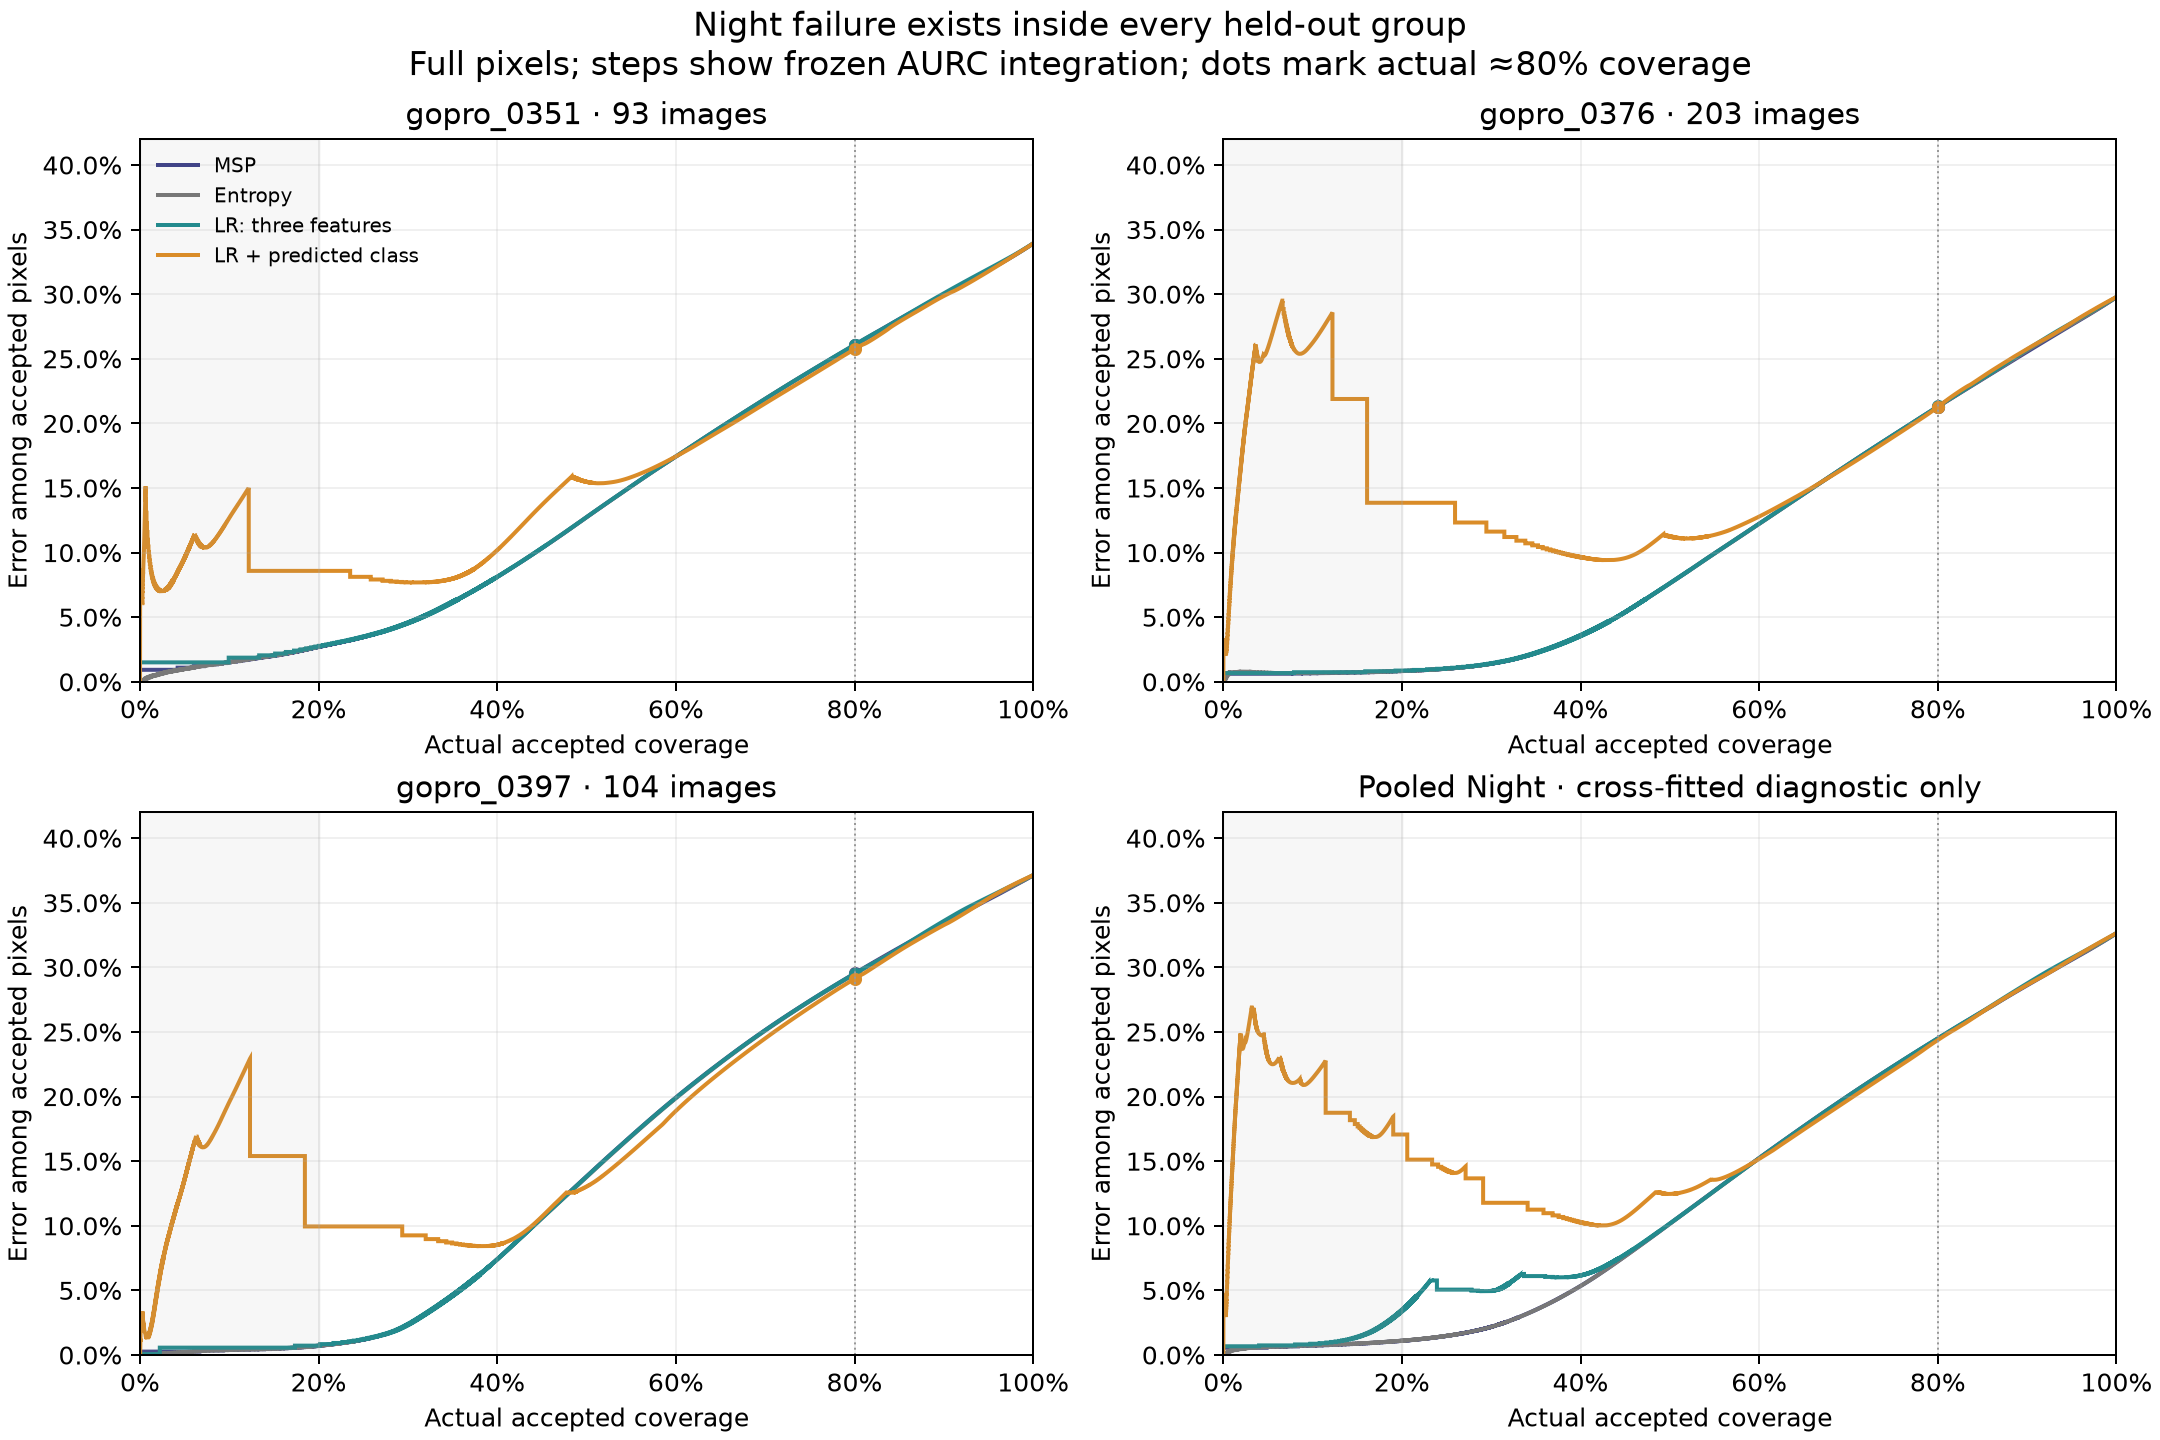 Night failure exists inside every held-out group
Full pixels; steps show frozen AURC integration; dots mark actual ≈80% coverage
gopro_0351 · 93 images
MSP
Entropy
LR: three features
LR + predicted class
Error among accepted pixels
40.0%
35.0%
30.0%
25.0%
20.0%
15.0%
10.0%
5.0%
0.0%
0% 20% 40% 60% 80% 100%
Actual accepted coverage
gopro_0376 · 203 images
Error among accepted pixels
40.0%
35.0%
30.0%
25.0%
20.0%
15.0%
10.0%
5.0%
0.0%
0% 20% 40% 60% 80% 100%
Actual accepted coverage
gopro_0397 · 104 images
Error among accepted pixels
40.0%
35.0%
30.0%
25.0%
20.0%
15.0%
10.0%
5.0%
0.0%
0% 20% 40% 60% 80% 100%
Actual accepted coverage
Pooled Night · cross-fitted diagnostic only
Error among accepted pixels
40.0%
35.0%
30.0%
25.0%
20.0%
15.0%
10.0%
5.0%
0.0%
0% 20% 40% 60% 80% 100%
Actual accepted coverage